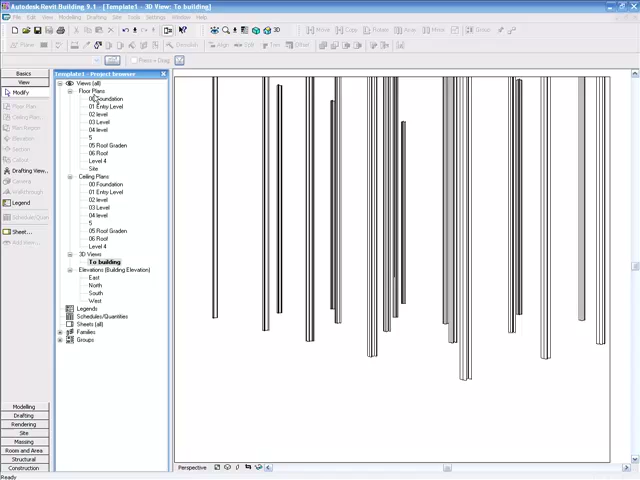 Autodesk Revit Building 9.1 - [Template1 - 3D View: To building]
File Edit View Modelling Drafting Site Tools Settings Window Help
Basics
View
Modify
Floor Plan
Ceiling Plan
Plan Region
Elevation
Section
Callout
Drafting View...
Camera
Walkthrough
Legend
Schedule/Quan
Sheet...
Add View...
Modelling
Drafting
Rendering
Site
Massing
Room and Area
Structural
Construction
Template1 - Project browser
Views (all)
Floor Plans
00 Foundation
01 Entry Level
02 level
03 Level
04 level
5
05 Roof Graden
06 Roof
Level 4
Site
Ceiling Plans
00 Foundation
01 Entry Level
02 level
03 Level
04 level
5
05 Roof Graden
06 Roof
Level 4
3D Views
To building
Elevations (Building Elevation)
East
North
South
West
Legends
Schedules/Quantities
Sheets (all)
Families
Groups
Perspective
Ready